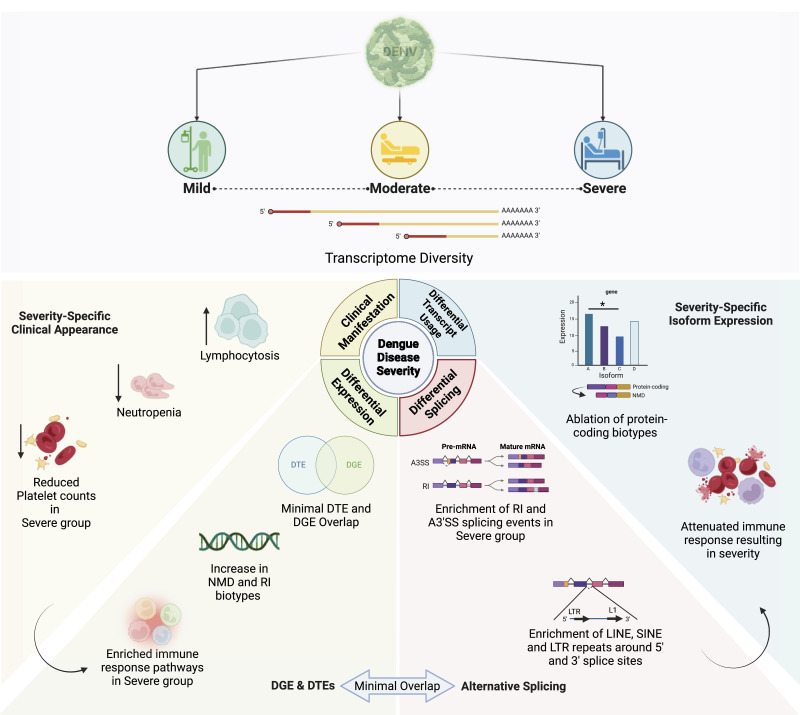 DENV
Mild
Moderate
Severe
5' AAAAAAA 3'
5' AAAAAAA 3'
5' AAAAAAA 3'
Transcriptome Diversity
Severity-Specific
Clinical Appearance
Lymphocytosis
Neutropenia
Reduced
Platelet counts
in
Severe group
Clinical
Manifestation
Differential
Transcript
Usage
Dengue
Disease
Severity
Differential
Expression
Differential
Splicing
gene
*
Expression
20
15
10
5
0
A B C D
Isoform
Protein-coding
NMD
Ablation of protein-
coding biotypes
Severity-Specific
Isoform Expression
Attenuated immune
response resulting
in severity
DTE
DGE
Minimal DTE and
DGE Overlap
Increase in
NMD and RI
biotypes
Enriched immune
response pathways
in Severe group
Pre-mRNA
Mature mRNA
A3SS
RI
Enrichment of RI and
A3'SS splicing events in
Severe group
LTR
L1
5'
3'
Enrichment of LINE, SINE
and LTR repeats around 5'
and 3' splice sites
DGE & DTEs
Minimal Overlap
Alternative Splicing